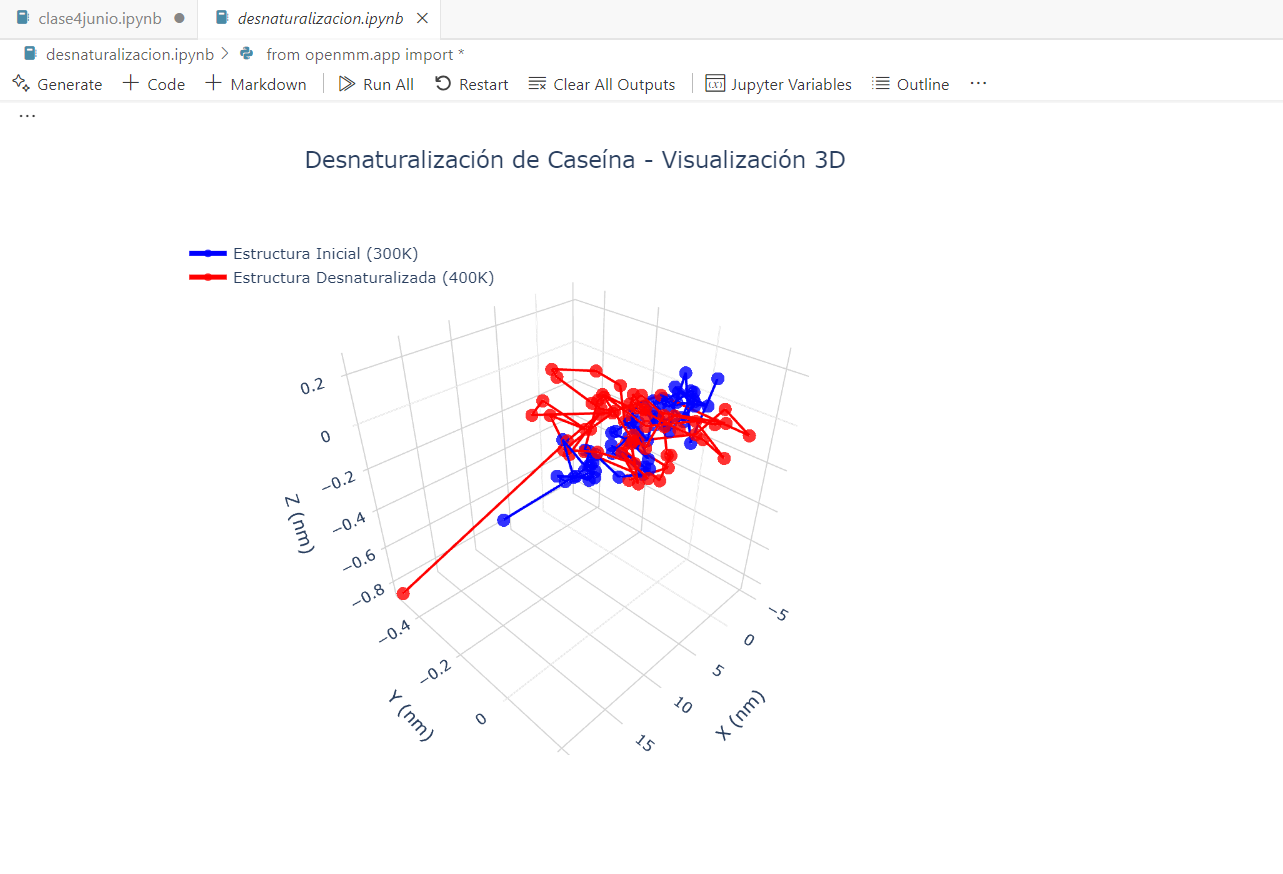 clase4junio.ipynb
desnaturalizacion.ipynb
desnaturalizacion.ipynb > from openmm.app import *
Generate + Code + Markdown Run All Restart Clear All Outputs Jupyter Variables Outline ...
...
Desnaturalización de Caseína - Visualización 3D
Estructura Inicial (300K)
Estructura Desnaturalizada (400K)
0.2
0
−0.2
−0.4
−0.6
−0.8
Z (nm)
−0.4
−0.2
0
Y (nm)
−5
0
5
10
15
X (nm)